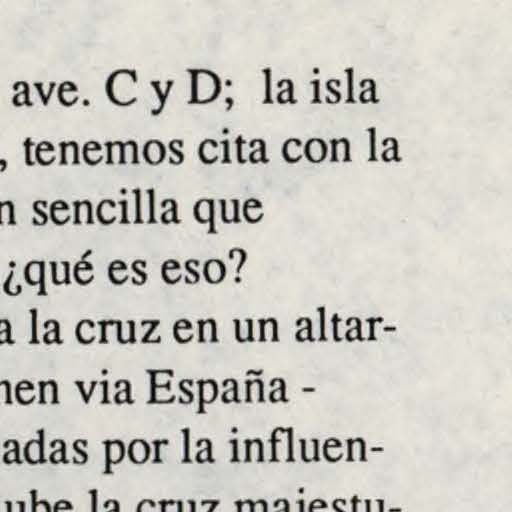 ave. C y D; la isla
, tenemos cita con la
n sencilla que
¿qué es eso?
a la cruz en un altar-
nen via España -
adas por la influen-
ube la cruz majestu-